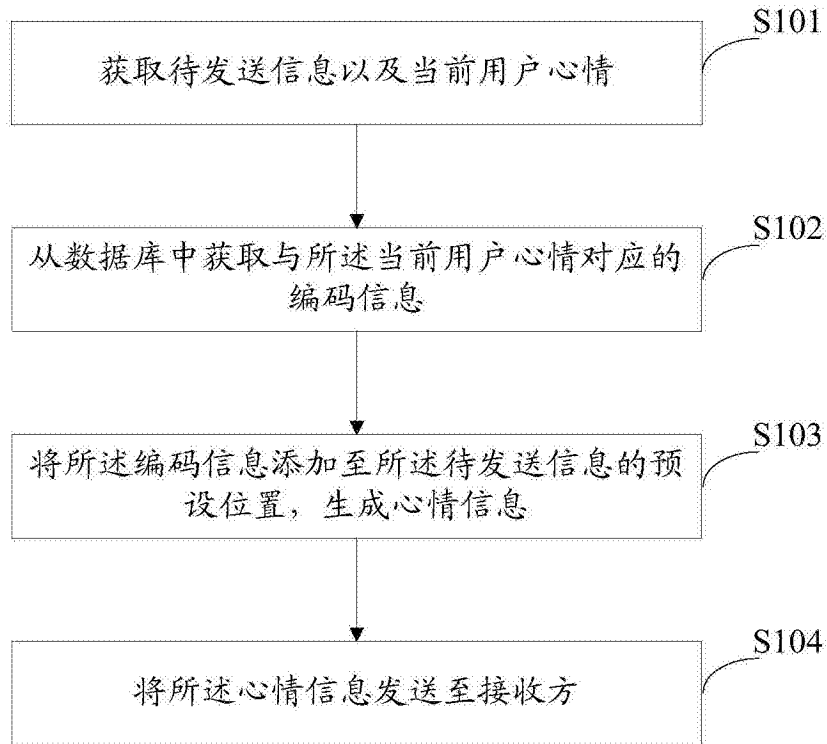 S101
获取待发送信息以及当前用户心情
S102
从数据库中获取与所述当前用户心情对应的
编码信息
S103
将所述编码信息添加至所述待发送信息的预
设位置，生成心情信息
S104
将所述心情信息发送至接收方